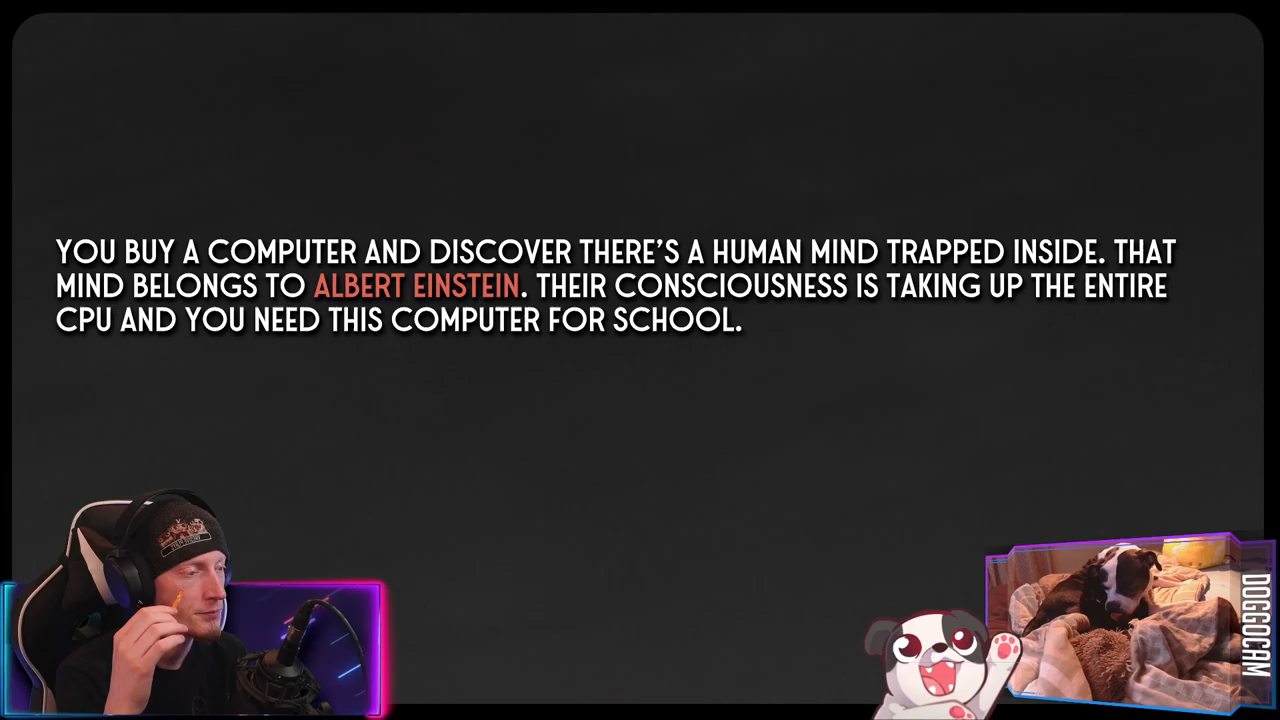 YOU BUY A COMPUTER AND DISCOVER THERE'S A HUMAN MIND TRAPPED INSIDE. THAT
MIND BELONGS TO ALBERT EINSTEIN. THEIR CONSCIOUSNESS IS TAKING UP THE ENTIRE
CPU AND YOU NEED THIS COMPUTER FOR SCHOOL.
DOGGOCAM